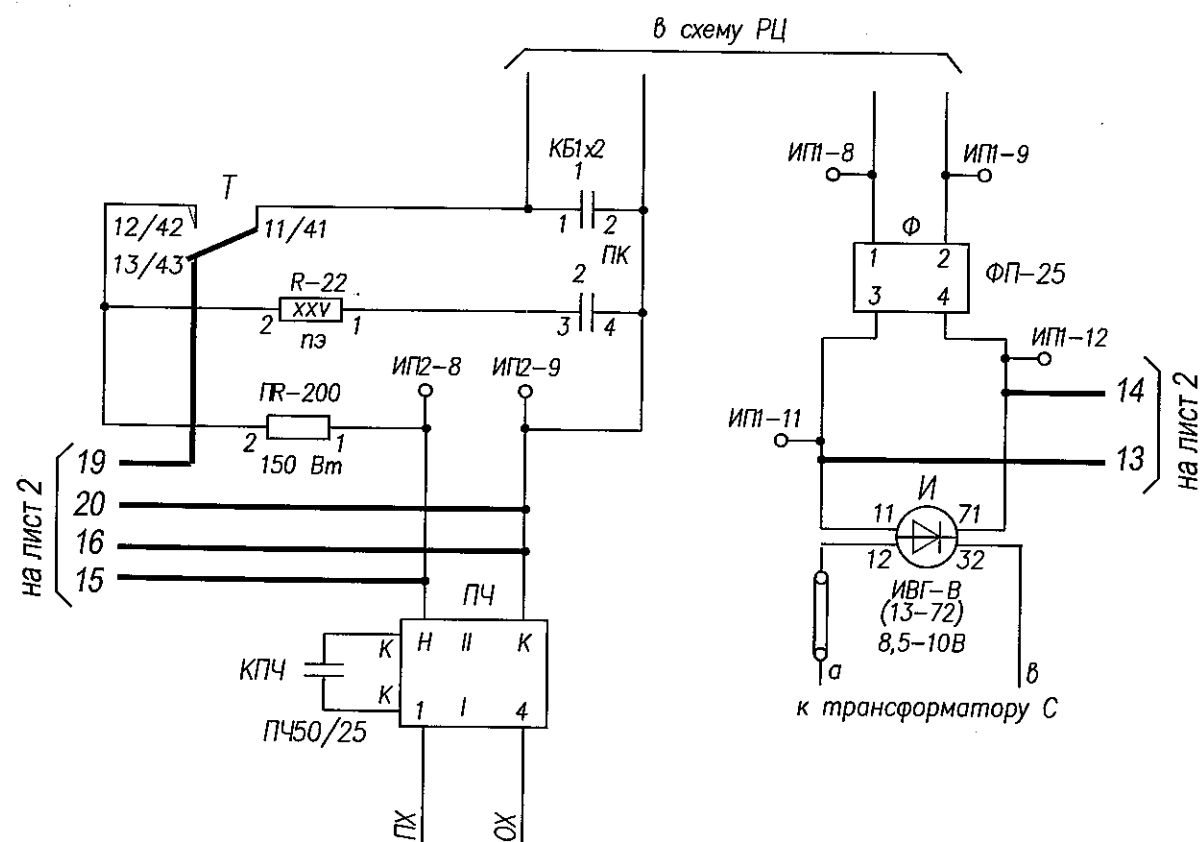 в схему РЦ
КБ1х2
1
1
2
ПК
Т
12/42
11/41
13/43
R-22
XXV
2
1
пэ
2
3
4
ИП1-8
ИП1-9
Ф
1
2
3
4
ФП-25
ИП1-12
ИП1-11
14
13
на лист 2
ПR-200
2
1
150 Вт
ИП2-8
ИП2-9
19
20
16
15
на лист 2
И
11
71
12
32
ИВГ-В
(13-72)
8,5-10В
а
в
к трансформатору С
ПЧ
Н
II
К
К
К
1
I
4
КПЧ
ПЧ50/25
ПХ
ОХ